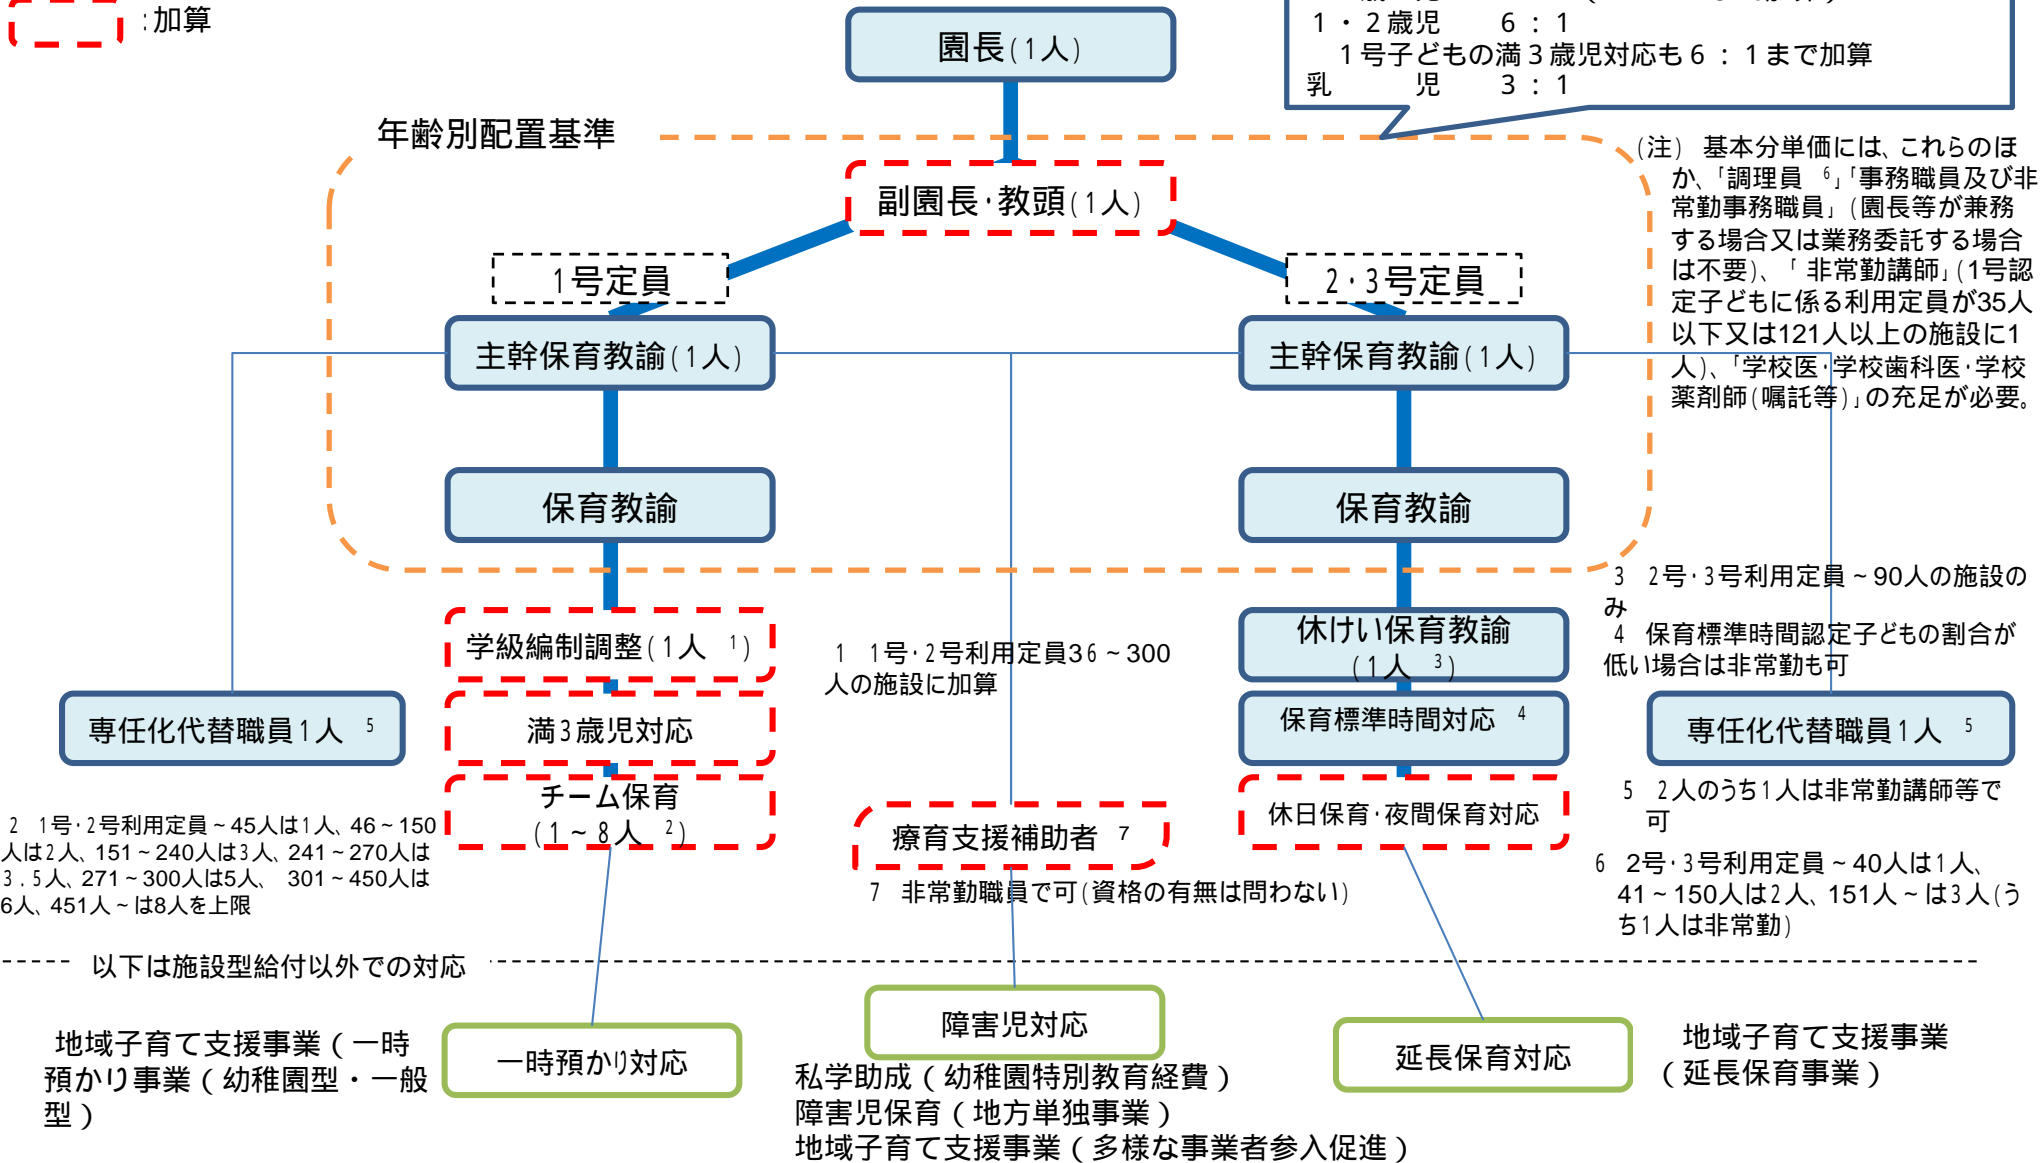 :加算
園長(1人)
1・2歳児 6:1
1号子どもの満3歳児対応も6:1まで加算
乳 児 3:1
年齢別配置基準
副園長・教頭(1人)
(注) 基本分単価には、これらのほ
か、「調理員 6」「事務職員及び非
常勤事務職員」(園長等が兼務
する場合又は業務委託する場合
は不要)、「非常勤講師」(1号認
定子どもに係る利用定員が35人
以下又は121人以上の施設に1
人)、「学校医・学校歯科医・学校
薬剤師(嘱託等)」の充足が必要。
1号定員
2・3号定員
主幹保育教諭(1人)
主幹保育教諭(1人)
保育教諭
保育教諭
3 2号・3号利用定員~90人の施設の
み
4 保育標準時間認定子どもの割合が
低い場合は非常勤も可
学級編制調整(1人 1)
1 1号・2号利用定員36~300
人の施設に加算
休けい保育教諭
(1人 3)
専任化代替職員1人 5
満3歳児対応
保育標準時間対応 4
専任化代替職員1人 5
チーム保育
(1~8人 2)
療育支援補助者 7
休日保育・夜間保育対応
5 2人のうち1人は非常勤講師等で
可
2 1号・2号利用定員~45人は1人、46~150
人は2人、151~240人は3人、241~270人は
3.5人、271~300人は5人、 301~450人は
6人、451人~は8人を上限
7 非常勤職員で可(資格の有無は問わない)
6 2号・3号利用定員~40人は1人、
41~150人は2人、151人~は3人(う
ち1人は非常勤)
以下は施設型給付以外での対応
地域子育て支援事業(一時
預かり事業(幼稚園型・一般
型)
一時預かり対応
障害児対応
私学助成(幼稚園特別教育経費)
障害児保育(地方単独事業)
地域子育て支援事業(多様な事業者参入促進)
延長保育対応
地域子育て支援事業
(延長保育事業)